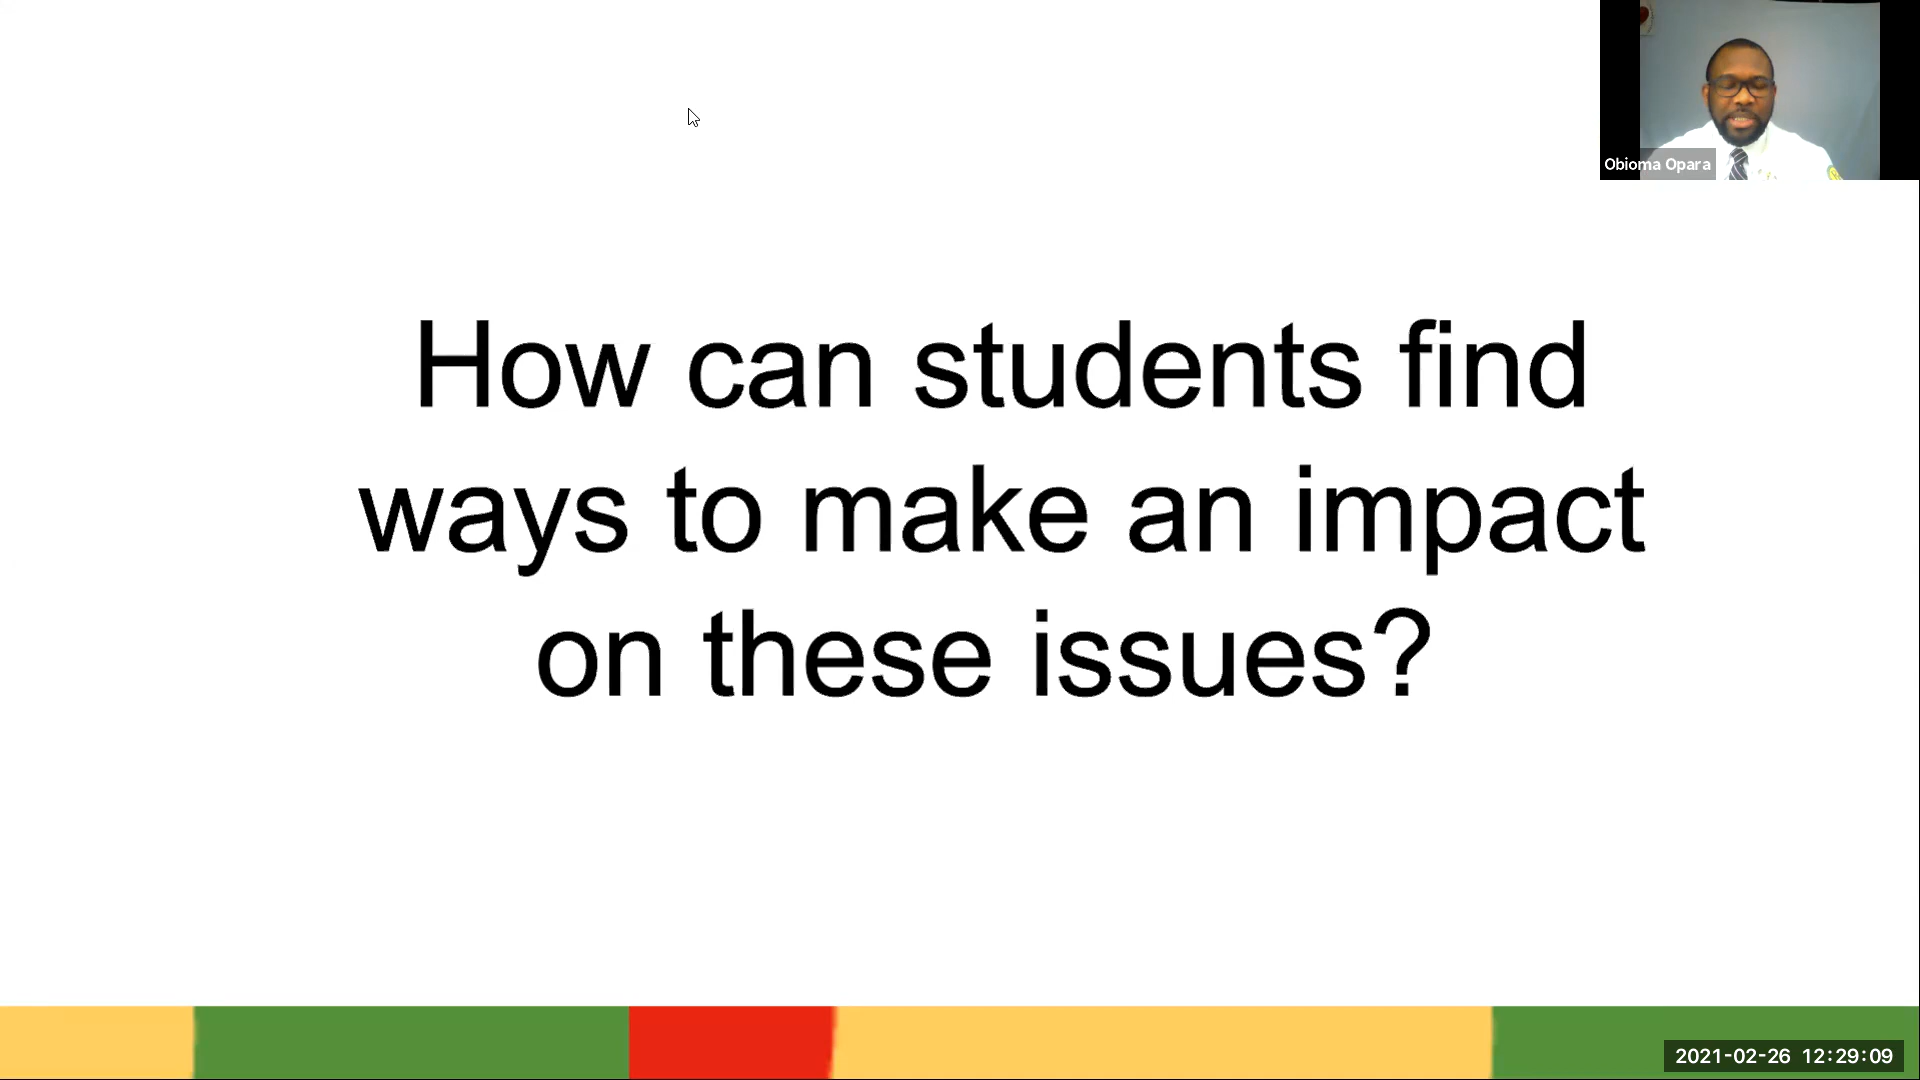 Obioma Opara
How can students find
ways to make an impact
on these issues?
2021-02-26 12:29:09